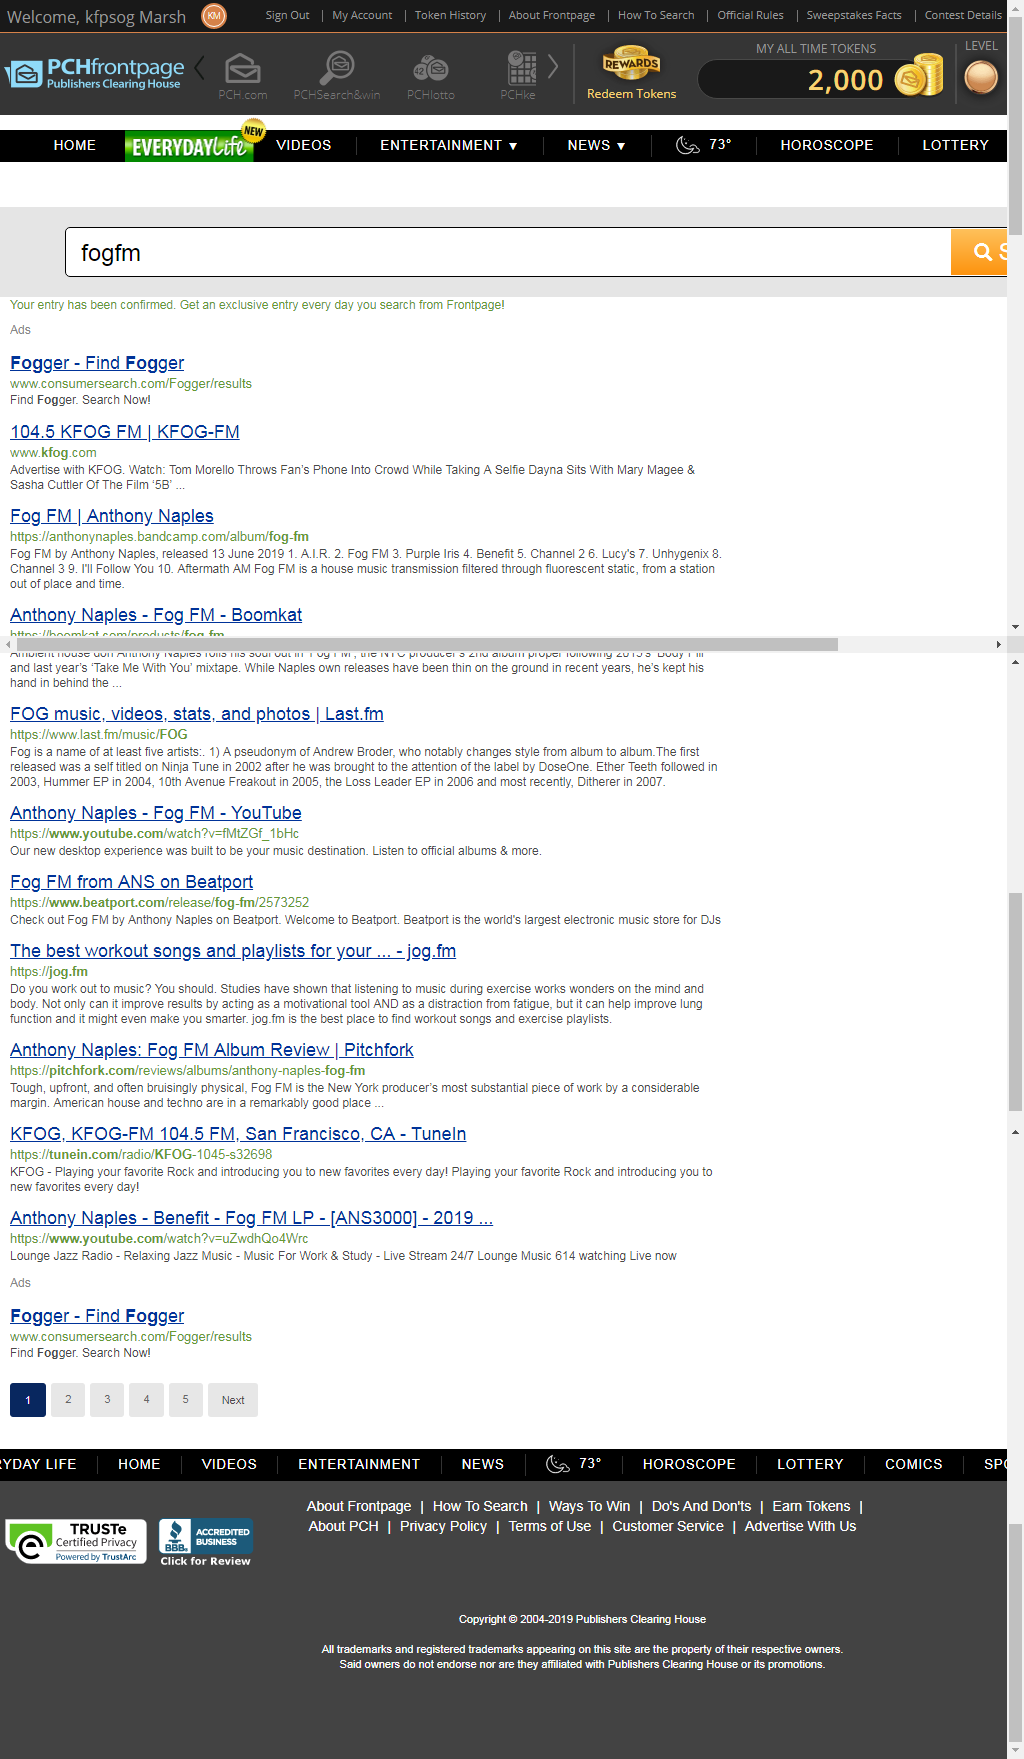 Welcome, kfpsog Marsh KM Sign Out | My Account | Token History | About Frontpage | How To Search | Official Rules | Sweepstakes Facts | Contest Details
PCHfrontpage
Publishers Clearing House
PCH.com PCHSearch&win PCHlotto PCHke
REWARDS
Redeem Tokens
MY ALL TIME TOKENS
2,000
LEVEL
HOME EVERYDAYLife NEW VIDEOS ENTERTAINMENT ▼ NEWS ▼ 73° HOROSCOPE LOTTERY
fogfm S
Your entry has been confirmed. Get an exclusive entry every day you search from Frontpage!
Ads
Fogger - Find Fogger
www.consumersearch.com/Fogger/results
Find Fogger. Search Now!
104.5 KFOG FM | KFOG-FM
www.kfog.com
Advertise with KFOG. Watch: Tom Morello Throws Fan's Phone Into Crowd While Taking A Selfie Dayna Sits With Mary Magee &
Sasha Cuttler Of The Film ‘5B’ ...
Fog FM | Anthony Naples
https://anthonynaples.bandcamp.com/album/fog-fm
Fog FM by Anthony Naples, released 13 June 2019 1. A.I.R. 2. Fog FM 3. Purple Iris 4. Benefit 5. Channel 2 6. Lucy's 7. Unhygenix 8.
Channel 3 9. I'll Follow You 10. Aftermath AM Fog FM is a house music transmission filtered through fluorescent static, from a station
out of place and time.
Anthony Naples - Fog FM - Boomkat
https://boomkat.com/products/fog-fm
Ambient house don Anthony Naples rolls his soul out in 'Fog FM', the NYC producer's 2nd album proper following 2015's 'Body Pill'
and last year's ‘Take Me With You’ mixtape. While Naples own releases have been thin on the ground in recent years, he's kept his
hand in behind the ...
FOG music, videos, stats, and photos | Last.fm
https://www.last.fm/music/FOG
Fog is a name of at least five artists:. 1) A pseudonym of Andrew Broder, who notably changes style from album to album.The first
released was a self titled on Ninja Tune in 2002 after he was brought to the attention of the label by DoseOne. Ether Teeth followed in
2003, Hummer EP in 2004, 10th Avenue Freakout in 2005, the Loss Leader EP in 2006 and most recently, Ditherer in 2007.
Anthony Naples - Fog FM - YouTube
https://www.youtube.com/watch?v=fMtZGf_1bHc
Our new desktop experience was built to be your music destination. Listen to official albums & more.
Fog FM from ANS on Beatport
https://www.beatport.com/release/fog-fm/2573252
Check out Fog FM by Anthony Naples on Beatport. Welcome to Beatport. Beatport is the world's largest electronic music store for DJs
The best workout songs and playlists for your ... - jog.fm
https://jog.fm
Do you work out to music? You should. Studies have shown that listening to music during exercise works wonders on the mind and
body. Not only can it improve results by acting as a motivational tool AND as a distraction from fatigue, but it can help improve lung
function and it might even make you smarter. jog.fm is the best place to find workout songs and exercise playlists.
Anthony Naples: Fog FM Album Review | Pitchfork
https://pitchfork.com/reviews/albums/anthony-naples-fog-fm
Tough, upfront, and often bruisingly physical, Fog FM is the New York producer's most substantial piece of work by a considerable
margin. American house and techno are in a remarkably good place ...
KFOG, KFOG-FM 104.5 FM, San Francisco, CA - TuneIn
https://tunein.com/radio/KFOG-1045-s32698
KFOG - Playing your favorite Rock and introducing you to new favorites every day! Playing your favorite Rock and introducing you to
new favorites every day!
Anthony Naples - Benefit - Fog FM LP - [ANS3000] - 2019 ...
https://www.youtube.com/watch?v=uZwdhQo4Wrc
Lounge Jazz Radio - Relaxing Jazz Music - Music For Work & Study - Live Stream 24/7 Lounge Music 614 watching Live now
Ads
Fogger - Find Fogger
www.consumersearch.com/Fogger/results
Find Fogger. Search Now!
1 2 3 4 5 Next
RYDAY LIFE HOME VIDEOS ENTERTAINMENT NEWS 73° HOROSCOPE LOTTERY COMICS SPO
About Frontpage | How To Search | Ways To Win | Do's And Don'ts | Earn Tokens |
About PCH | Privacy Policy | Terms of Use | Customer Service | Advertise With Us
TRUSTe
Certified Privacy
Powered by TrustArc
BBB.
ACCREDITED
BUSINESS
Click for Review
Copyright © 2004-2019 Publishers Clearing House
All trademarks and registered trademarks appearing on this site are the property of their respective owners.
Said owners do not endorse nor are they affiliated with Publishers Clearing House or its promotions.